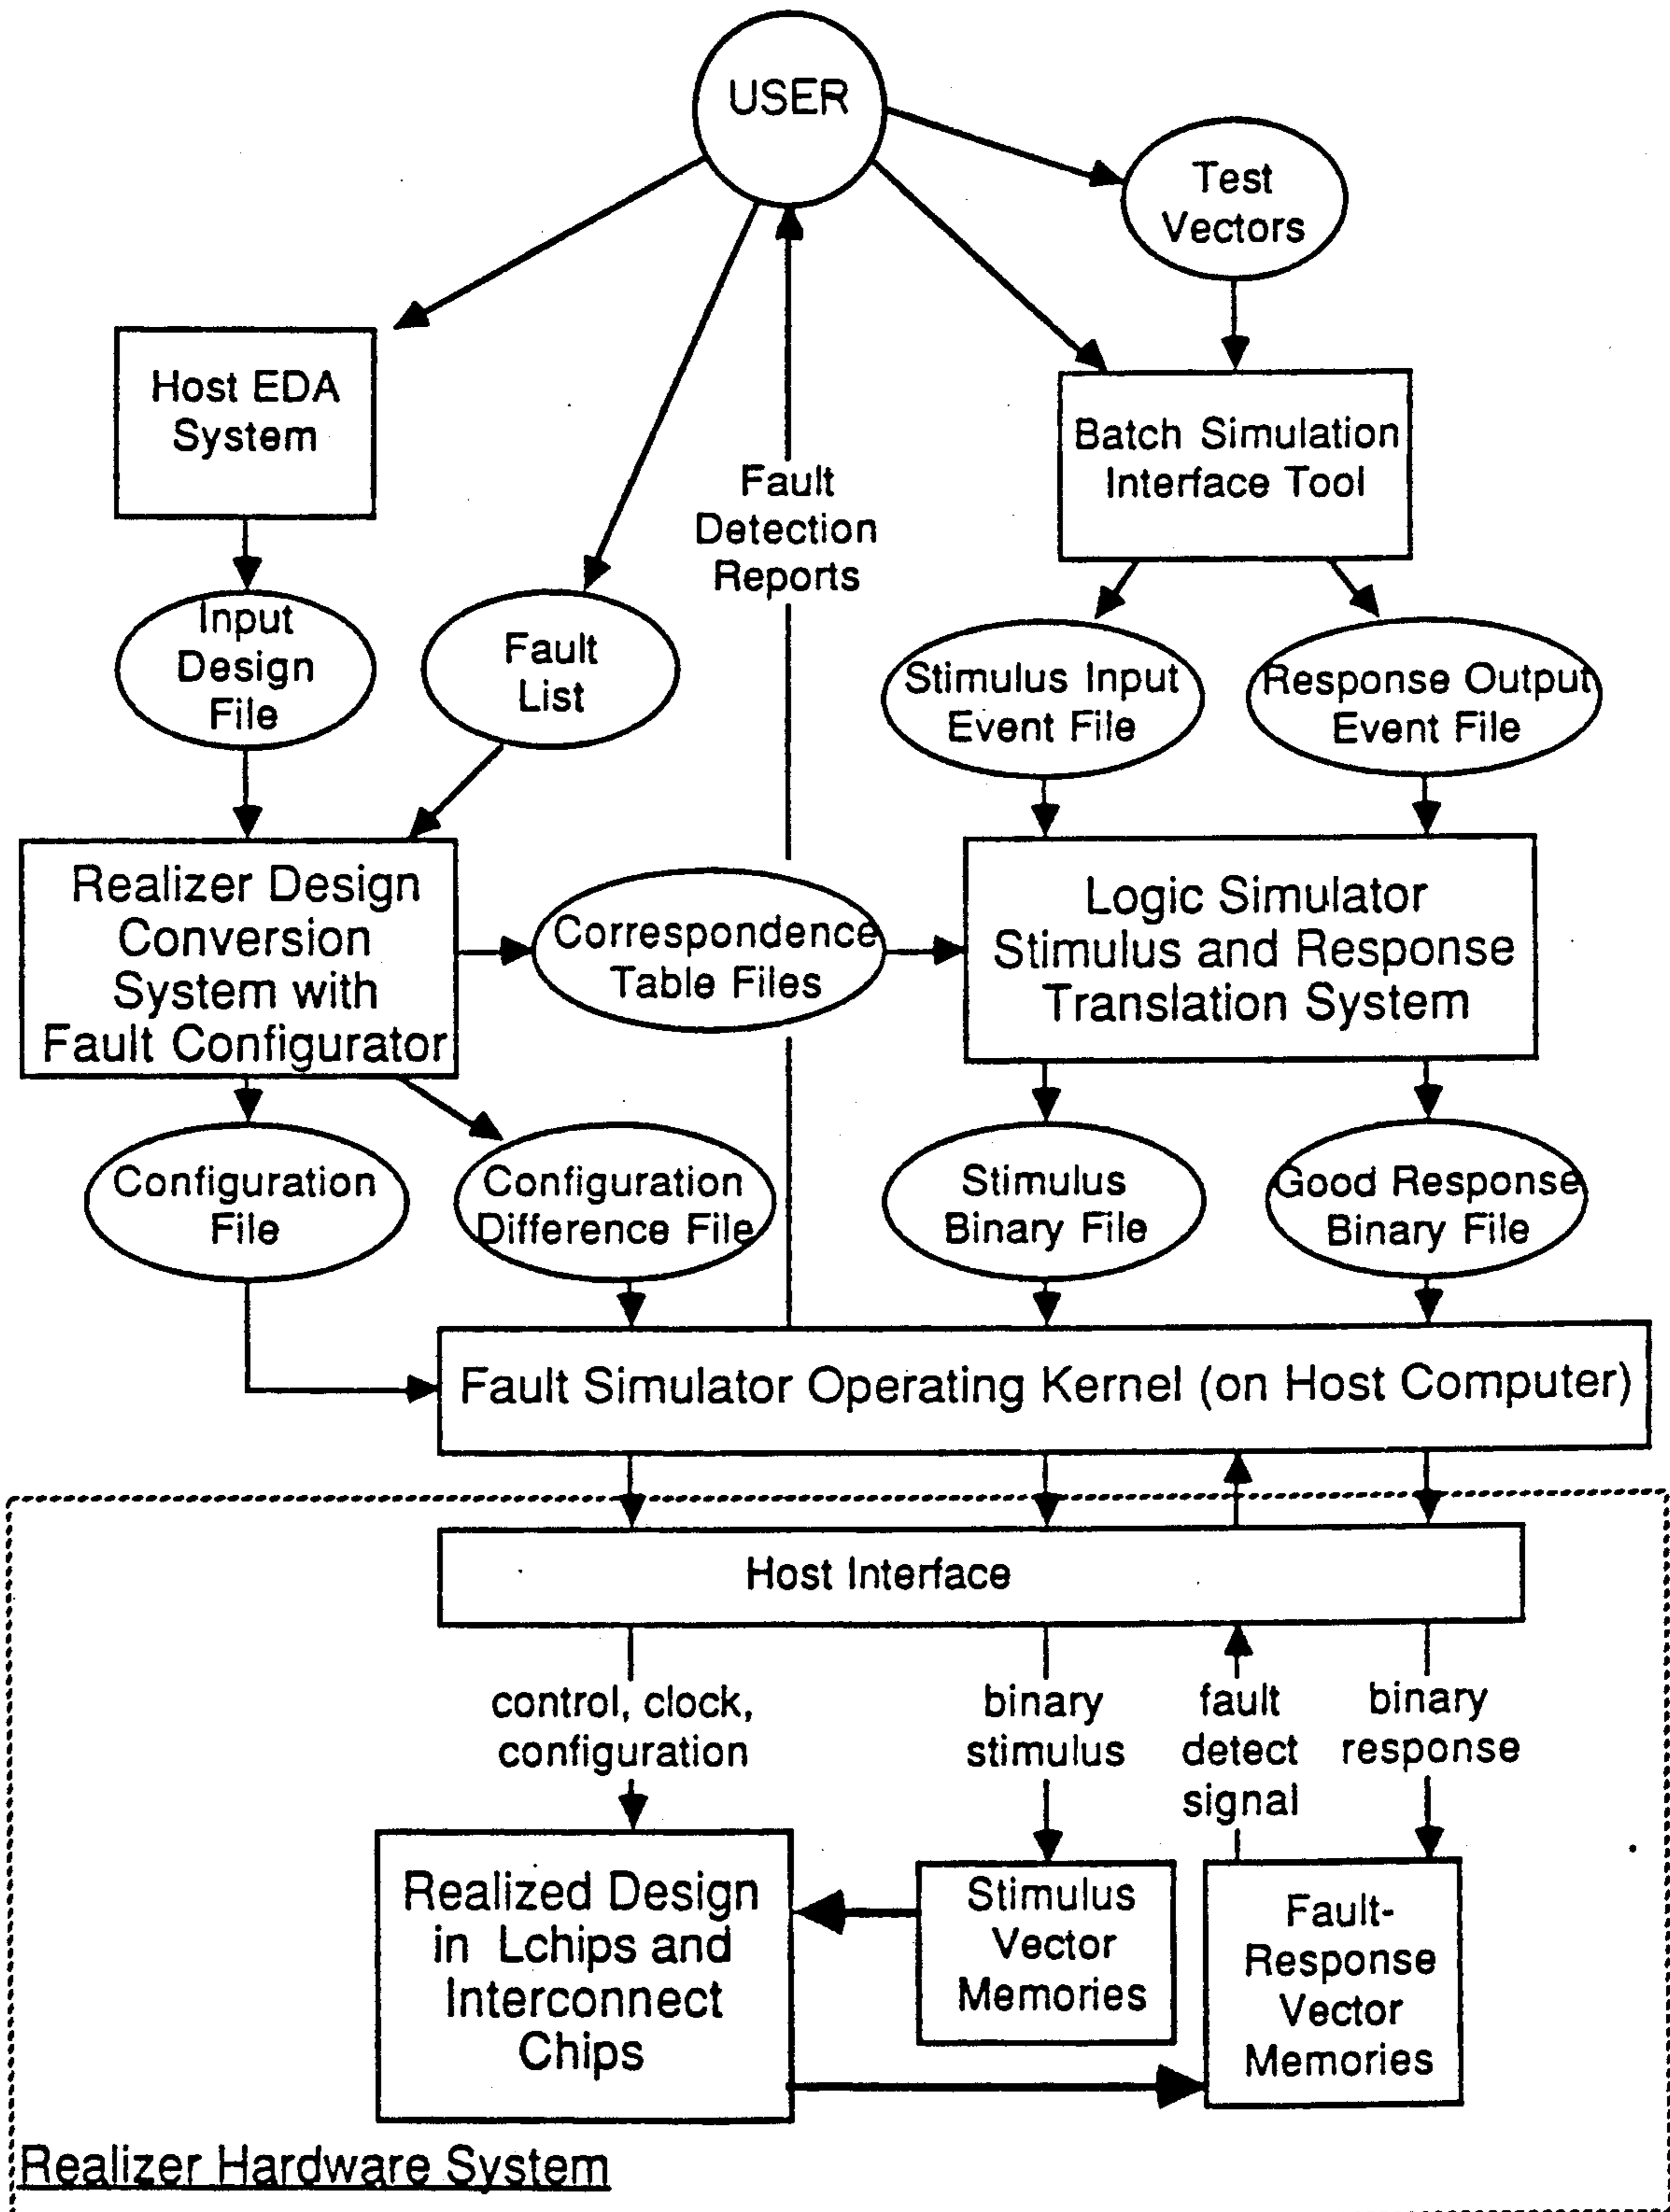 USER
Test
Vectors
Host EDA
System
Batch Simulation
Interface Tool
Fault
Detection
Reports
Input
Design
File
Fault
List
Stimulus Input
Event File
Response Output
Event File
Realizer Design
Conversion
System with
Fault Configurator
Correspondence
Table Files
Logic Simulator
Stimulus and Response
Translation System
Configuration
File
Configuration
Difference File
Stimulus
Binary File
Good Response
Binary File
Fault Simulator Operating Kernel (on Host Computer)
Host Interface
control, clock,
configuration
binary
stimulus
fault
detect
signal
binary
response
Realized Design
in Lchips and
Interconnect
Chips
Stimulus
Vector
Memories
Fault-
Response
Vector
Memories
Realizer Hardware System